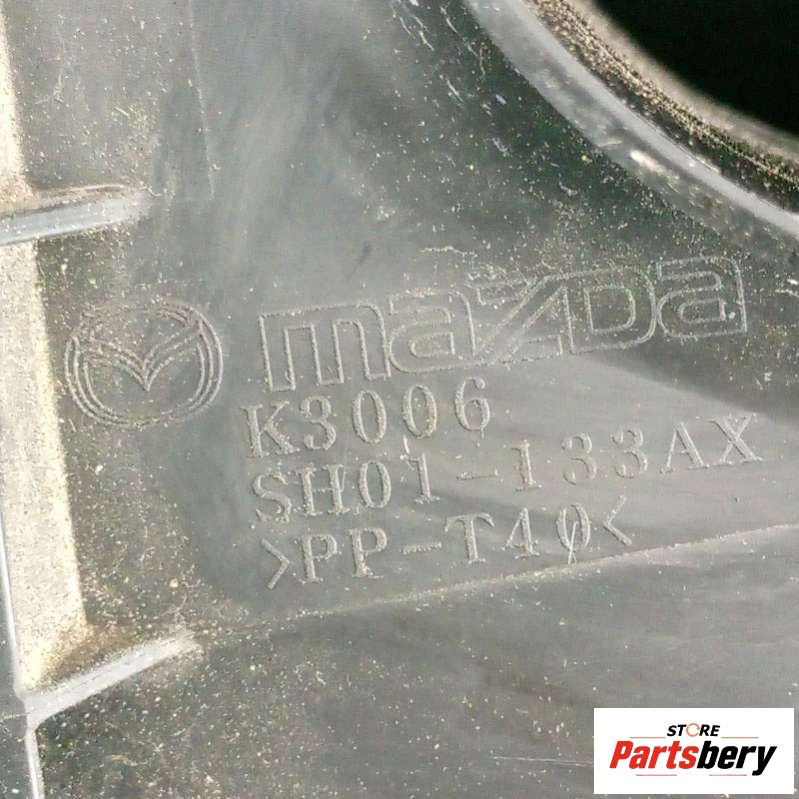 mazda
K3006
SH01-133AX
>PP-T40<
STORE
Partsbery